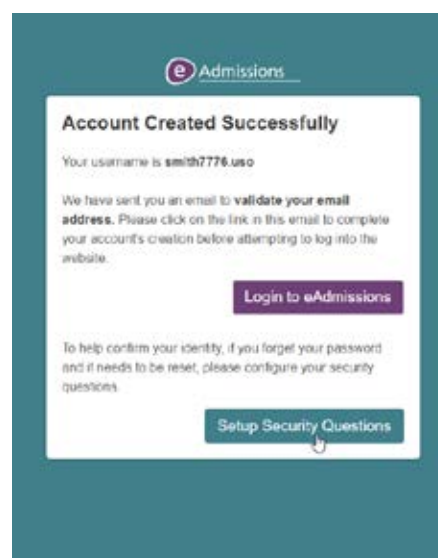 e Admissions
Account Created Successfully
Your username is smith7776.uso
We have sent you an email to validate your email
address. Please click on the link in this email to complete
your account's creation before attempting to log into the
website.
Login to eAdmissions
To help confirm your identity, if you forget your password
and it needs to be reset, please configure your security
questions.
Setup Security Questions